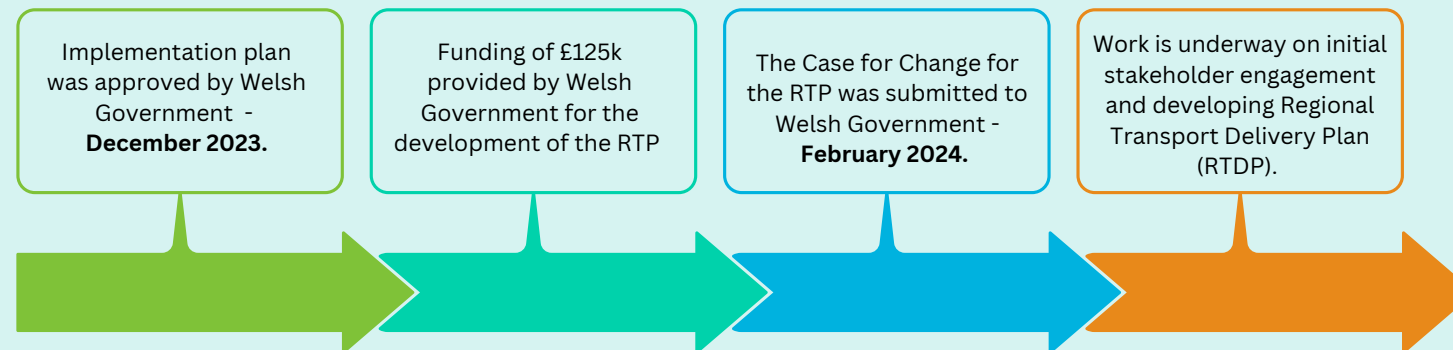 Implementation plan
was approved by Welsh
Government -
December 2023.
Funding of £125k
provided by Welsh
Government for the
development of the RTP
The Case for Change for
the RTP was submitted to
Welsh Government -
February 2024.
Work is underway on initial
stakeholder engagement
and developing Regional
Transport Delivery Plan
(RTDP).